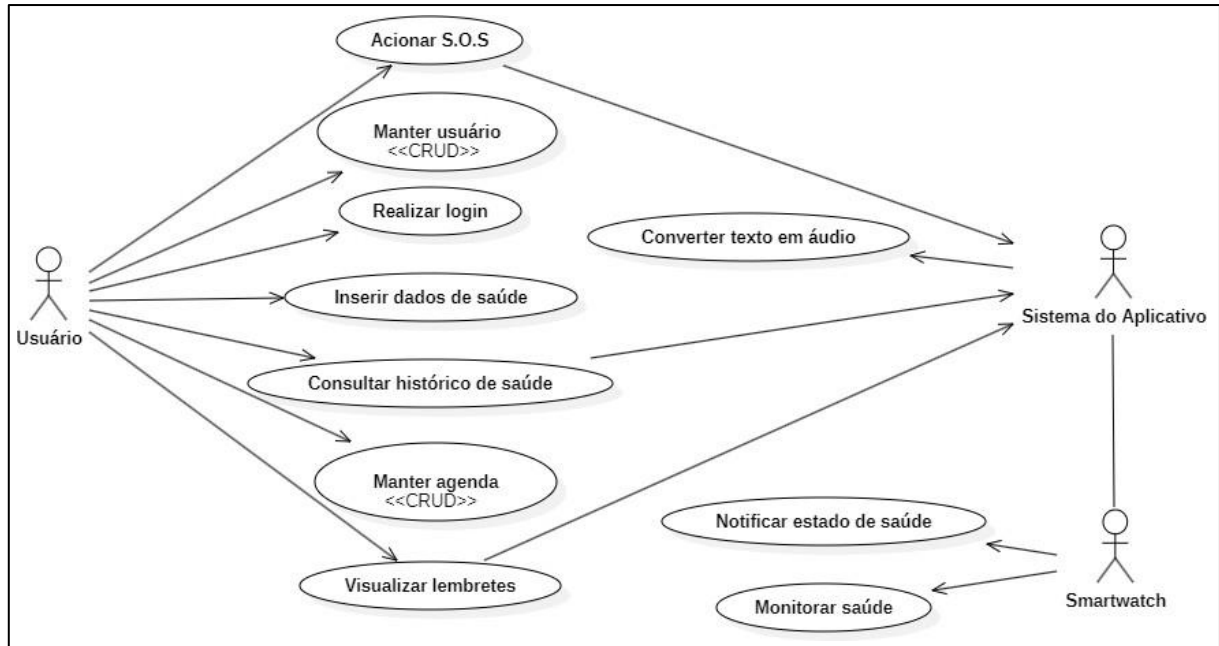 Acionar S.O.S
Manter usuário
<<CRUD>>
Realizar login
Converter texto em áudio
Inserir dados de saúde
Sistema do Aplicativo
Usuário
Consultar histórico de saúde
Manter agenda
<<CRUD>>
Notificar estado de saúde
Visualizar lembretes
Monitorar saúde
Smartwatch